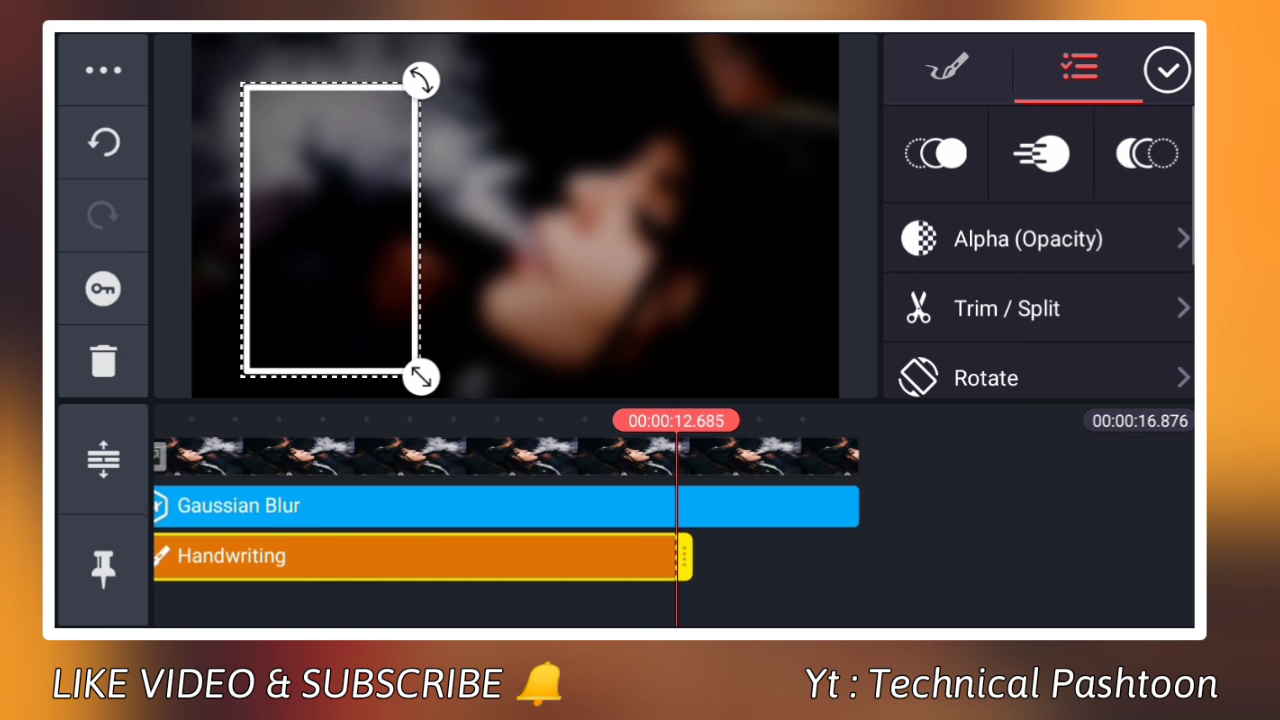 Alpha (Opacity)
Trim / Split
Rotate
00:00:12.685
00:00:16.876
Gaussian Blur
Handwriting
LIKE VIDEO & SUBSCRIBE 🔔
Yt : Technical Pashtoon